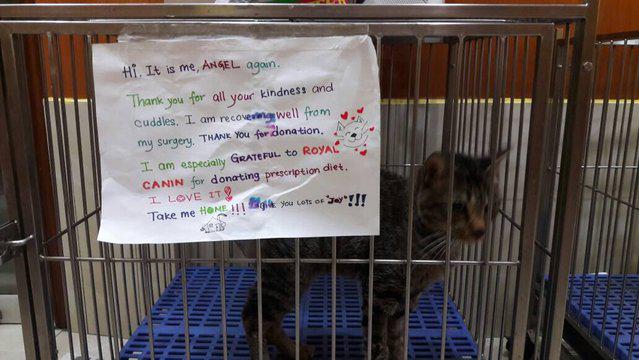 Hi. It is me, ANGEL again.
Thank you for all your kindness and
cuddles. I am recovering well from
my surgery. THANK YOU for donation.
I am especially GRATEFUL to ROYAL
CANIN for donating prescription diet.
I LOVE IT!
Take me HOME!!! give YOU LOTS OF "JOY"!!!